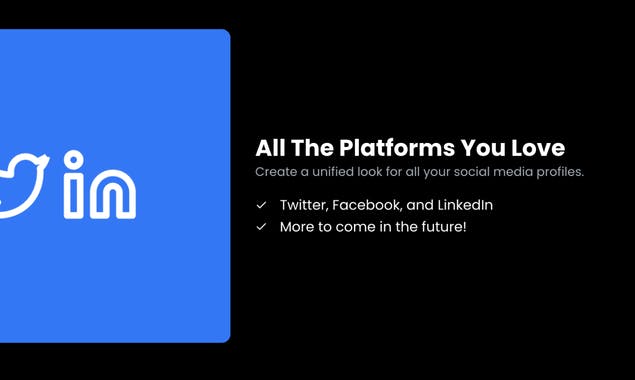 in
All The Platforms You Love
Create a unified look for all your social media profiles.
Twitter, Facebook, and LinkedIn
More to come in the future!